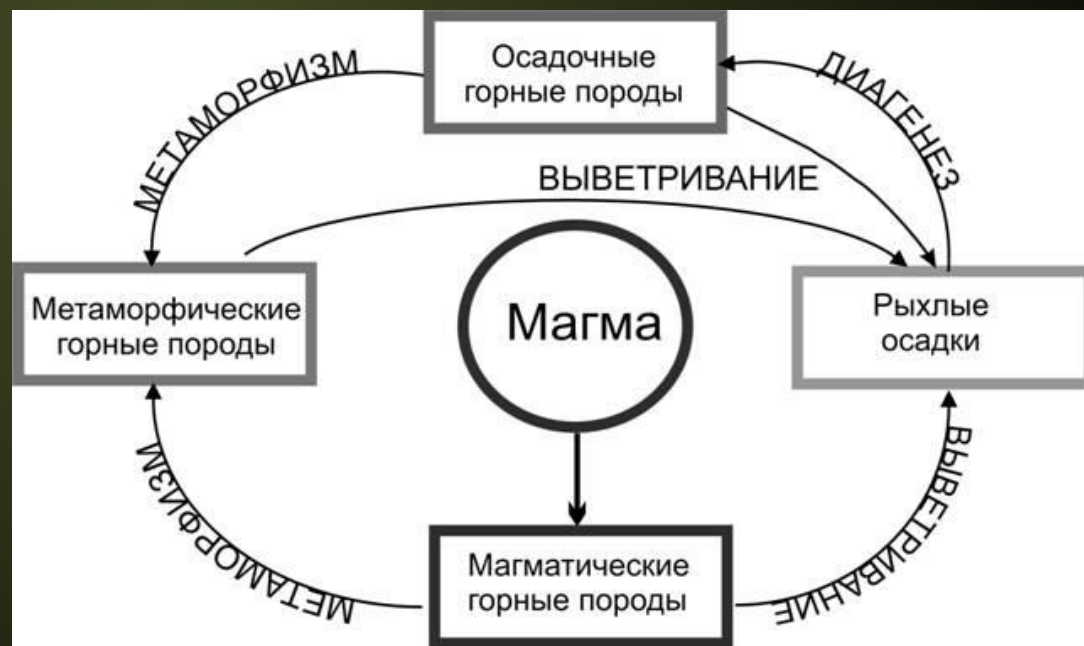 Осадочные
горные породы
МЕТАМОРФИЗМ
ДИАГЕНЕЗ
ВЫВЕТРИВАНИЕ
Метаморфические
горные породы
Магма
Рыхлые
осадки
МЕТАМОРФИЗМ
ВЫВЕТРИВАНИЕ
Магматические
горные породы